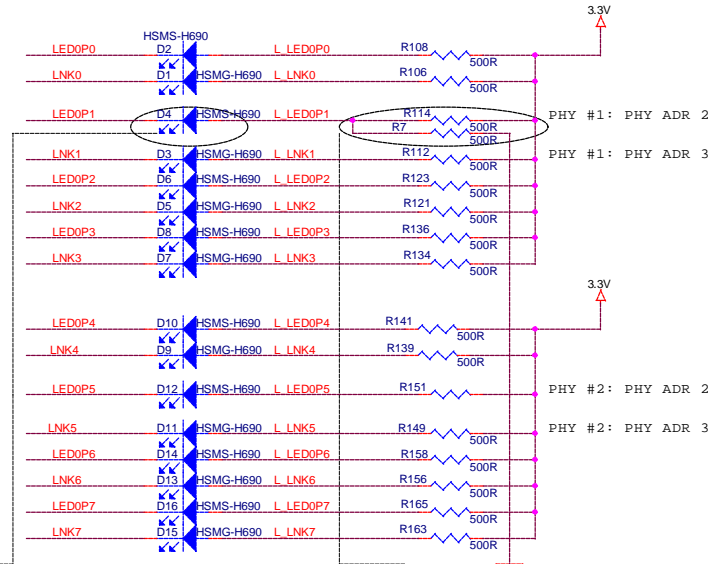 3.3V
HSMS-H690
LED0P0 D2 L_LED0P0 R108 500R
LNK0 D1 HSMG-H690 L_LNK0 R106 500R
LED0P1 D4 HSMS-H690 L_LED0P1 R114 500R PHY #1: PHY ADR 2
R7 500R
LNK1 D3 HSMG-H690 L_LNK1 R112 500R PHY #1: PHY ADR 3
LED0P2 D6 HSMS-H690 L_LED0P2 R123 500R
LNK2 D5 HSMG-H690 L_LNK2 R121 500R
LED0P3 D8 HSMS-H690 L_LED0P3 R136 500R
LNK3 D7 HSMG-H690 L_LNK3 R134 500R
3.3V
LED0P4 D10 HSMS-H690 L_LED0P4 R141 500R
LNK4 D9 HSMG-H690 L_LNK4 R139 500R
LED0P5 D12 HSMS-H690 L_LED0P5 R151 500R PHY #2: PHY ADR 2
LNK5 D11 HSMG-H690 L_LNK5 R149 500R PHY #2: PHY ADR 3
LED0P6 D14 HSMS-H690 L_LED0P6 R158 500R
LNK6 D13 HSMG-H690 L_LNK6 R156 500R
LED0P7 D16 HSMS-H690 L_LED0P7 R165 500R
LNK7 D15 HSMG-H690 L_LNK7 R163 500R